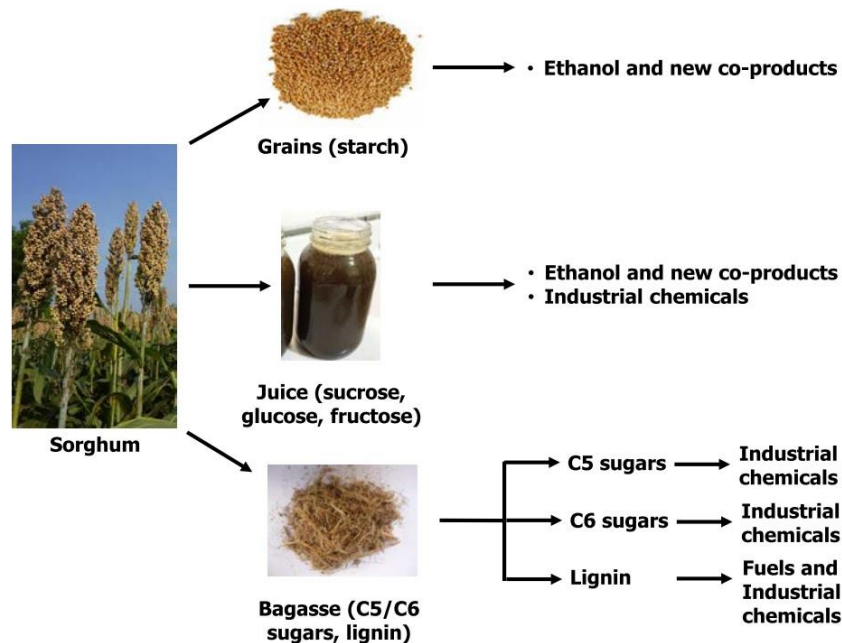 • Ethanol and new co-products
Grains (starch)
• Ethanol and new co-products
• Industrial chemicals
Juice (sucrose,
glucose, fructose)
Sorghum
C5 sugars
Industrial
chemicals
C6 sugars
Industrial
chemicals
Lignin
Fuels and
Industrial
chemicals
Bagasse (C5/C6
sugars, lignin)